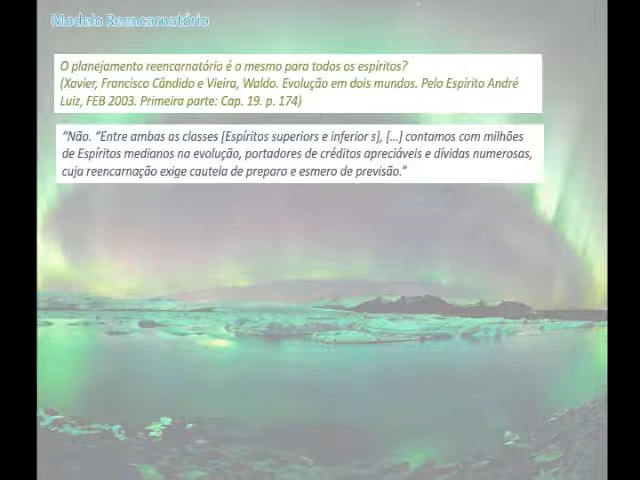 Modelo Reencarnatório
O planejamento reencarnatório é o mesmo para todos os espíritos?
(Xavier, Francisco Cândido e Vieira, Waldo. Evolução em dois mundos. Pelo Espírito André
Luiz, FEB 2003. Primeira parte: Cap. 19. p. 174)
"Não. "Entre ambas as classes [Espíritos superiors e inferior s], [...] contamos com milhões
de Espíritos medianos na evolução, portadores de créditos apreciáveis e dívidas numerosas,
cuja reencarnação exige cautela de preparo e esmero de previsão."